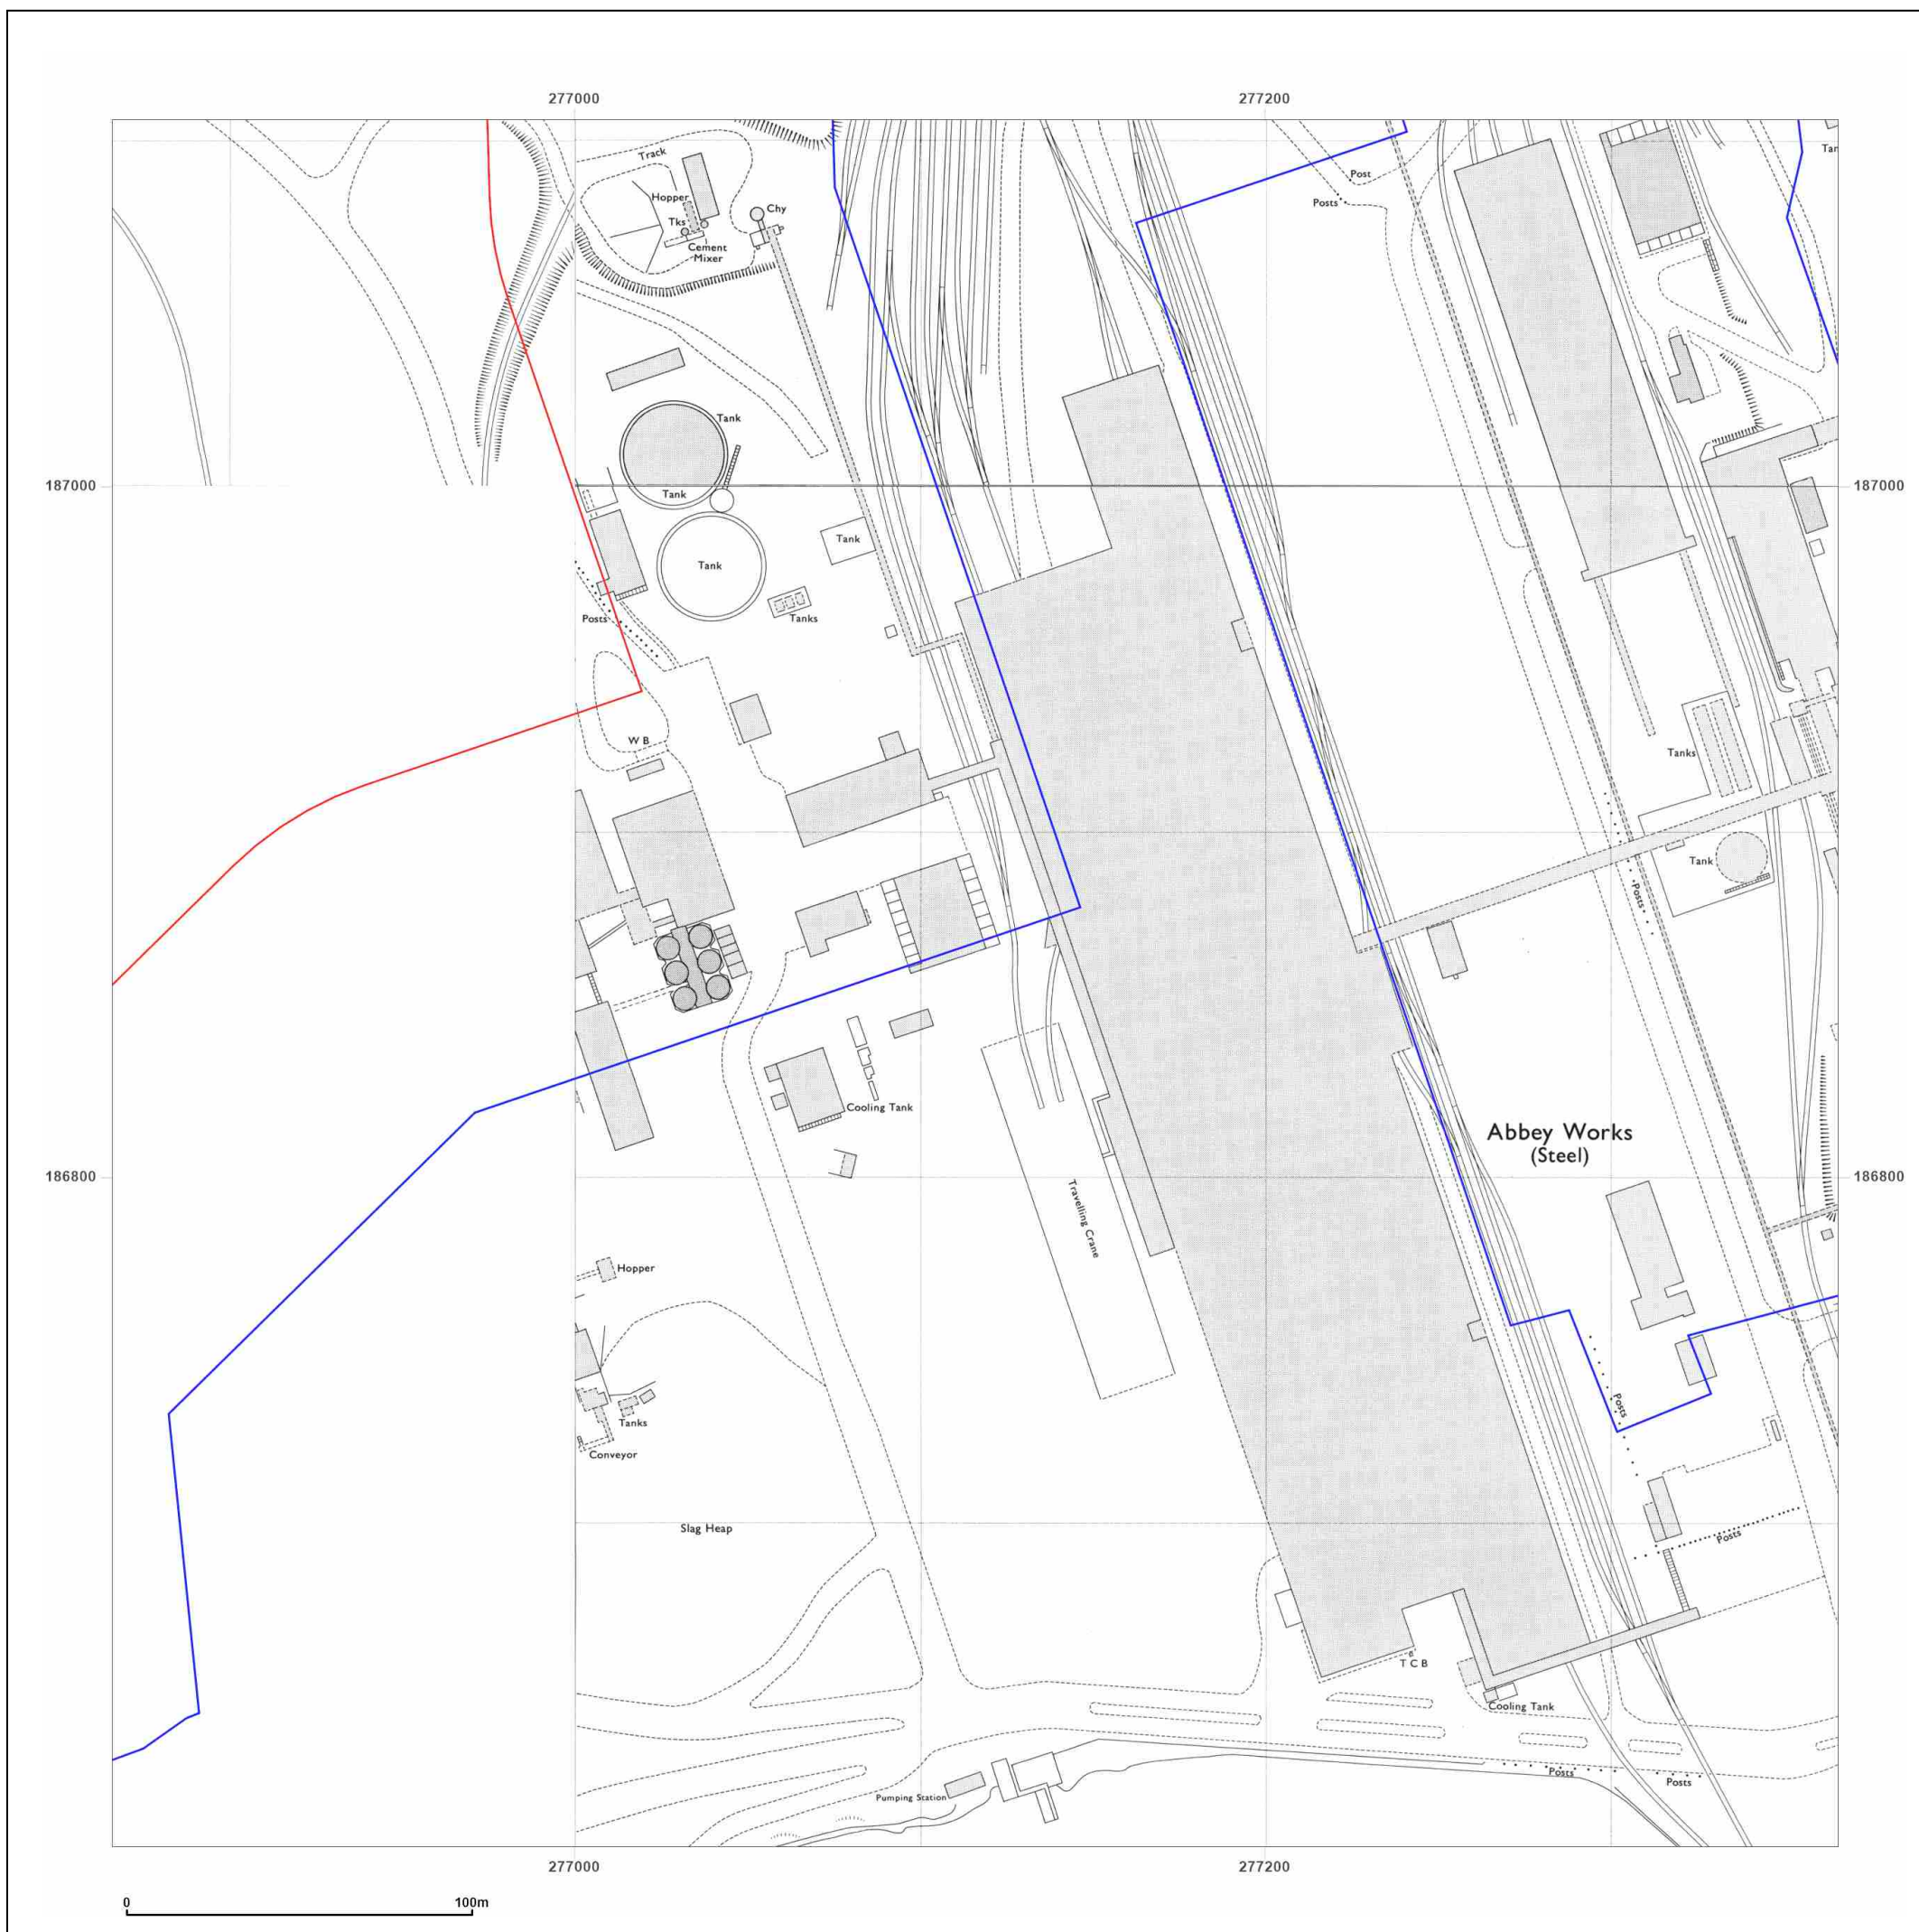 277000
277200
Track
Post
Tar
Hopper
Posts
Tks
Chy
Cement
Mixer
Tank
187000
187000
Tank
Tank
Tank
Posts
Tanks
W B
Tanks
Tank
Posts
Cooling Tank
Abbey Works
(Steel)
186800
186800
Travelling Crane
Hopper
Posts
Tanks
Conveyor
Slag Heap
Posts
T C B
Cooling Tank
Posts
Posts
Pumping Station
277000
277200
0
100m